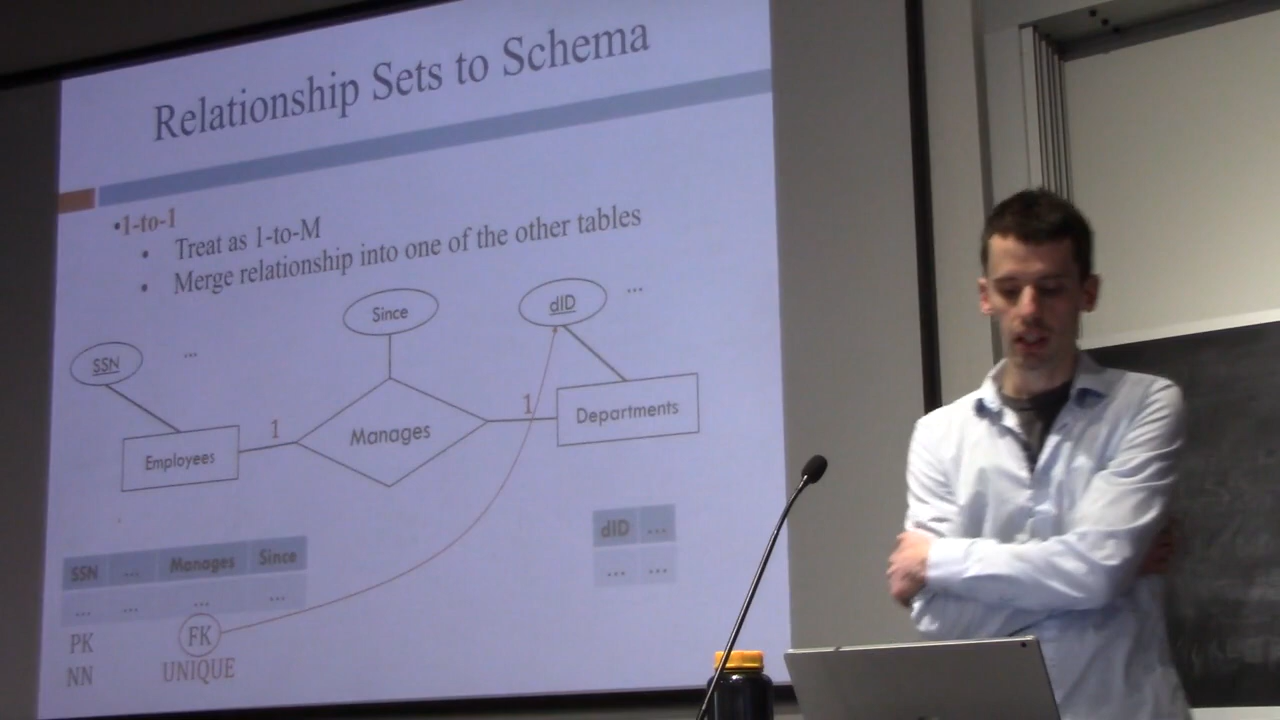 Relationship Sets to Schema
•1-to-1
• Treat as 1-to-M
• Merge relationship into one of the other tables
Since
dID
...
SSN
...
1
1
Manages
Departments
Employees
dID ...
... ...
SSN ... Manages Since
... ... ... ...
PK FK
NN UNIQUE